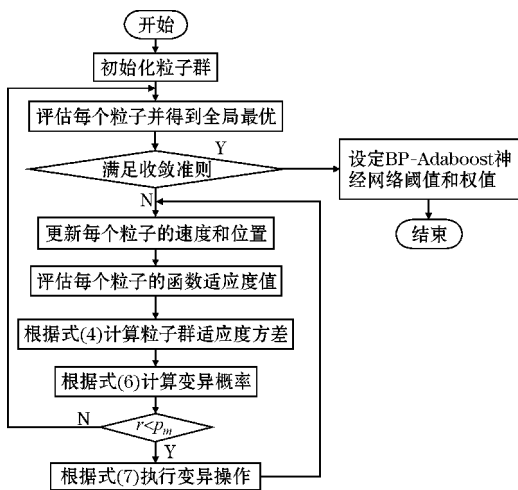 开始
初始化粒子群
评估每个粒子并得到全局最优
Y
满足收敛准则
设定BP-Adaboost神
经网络阈值和权值
N
结束
更新每个粒子的速度和位置
评估每个粒子的函数适应度值
根据式(4)计算粒子群适应度方差
根据式(6)计算变异概率
N
r<pm
Y
根据式(7)执行变异操作